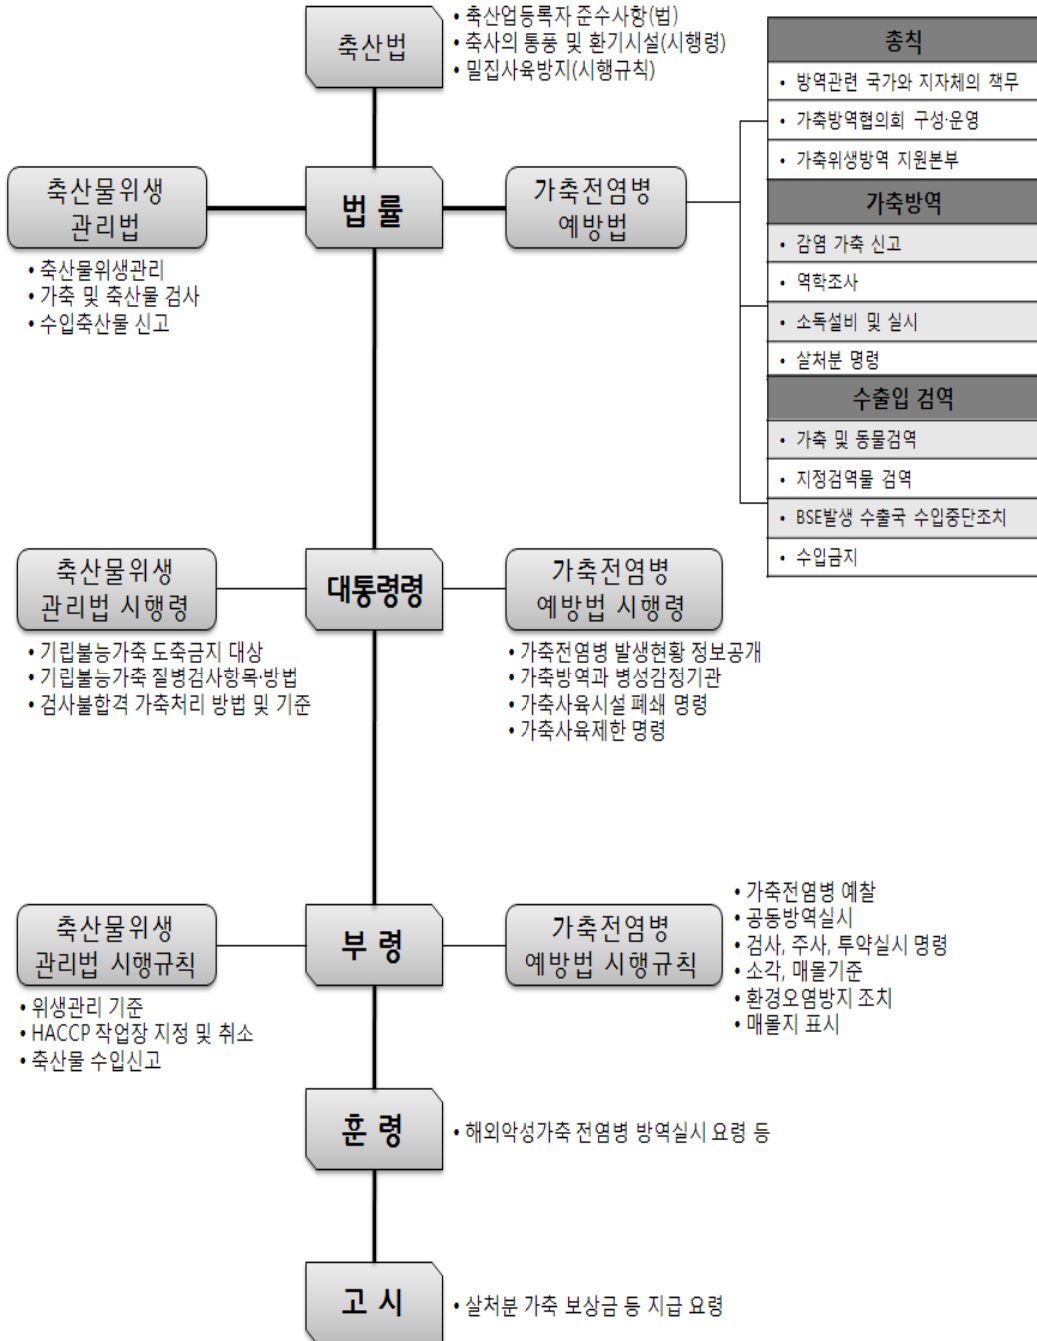 축산법
• 축산업등록자 준수사항(법)
• 축사의 통풍 및 환기시설(시행령)
• 밀집사육방지(시행규칙)
총칙
• 방역관련 국가와 지자체의 책무
• 가축방역협의회 구성·운영
• 가축위생방역 지원본부
가축방역
• 감염 가축 신고
• 역학조사
• 소독설비 및 실시
• 살처분 명령
수출입 검역
• 가축 및 동물검역
• 지정검역물 검역
• BSE발생 수출국 수입중단조치
• 수입금지
축산물위생
관리법
법 률
가축전염병
예방법
• 축산물위생관리
• 가축 및 축산물 검사
• 수입축산물 신고
축산물위생
관리법 시행령
대통령령
가축전염병
예방법 시행령
• 기립불능가축 도축금지 대상
• 기립불능가축 질병검사항목·방법
• 검사불합격 가축처리 방법 및 기준
• 가축전염병 발생현황 정보공개
• 가축방역과 병성감정기관
• 가축사육시설 폐쇄 명령
• 가축사육제한 명령
축산물위생
관리법 시행규칙
부 령
가축전염병
예방법 시행규칙
• 가축전염병 예찰
• 공동방역실시
• 검사, 주사, 투약실시 명령
• 소각, 매몰기준
• 환경오염방지 조치
• 매몰지 표시
• 위생관리 기준
• HACCP 작업장 지정 및 취소
• 축산물 수입신고
훈 령
• 해외악성가축 전염병 방역실시 요령 등
고 시
• 살처분 가축 보상금 등 지급 요령